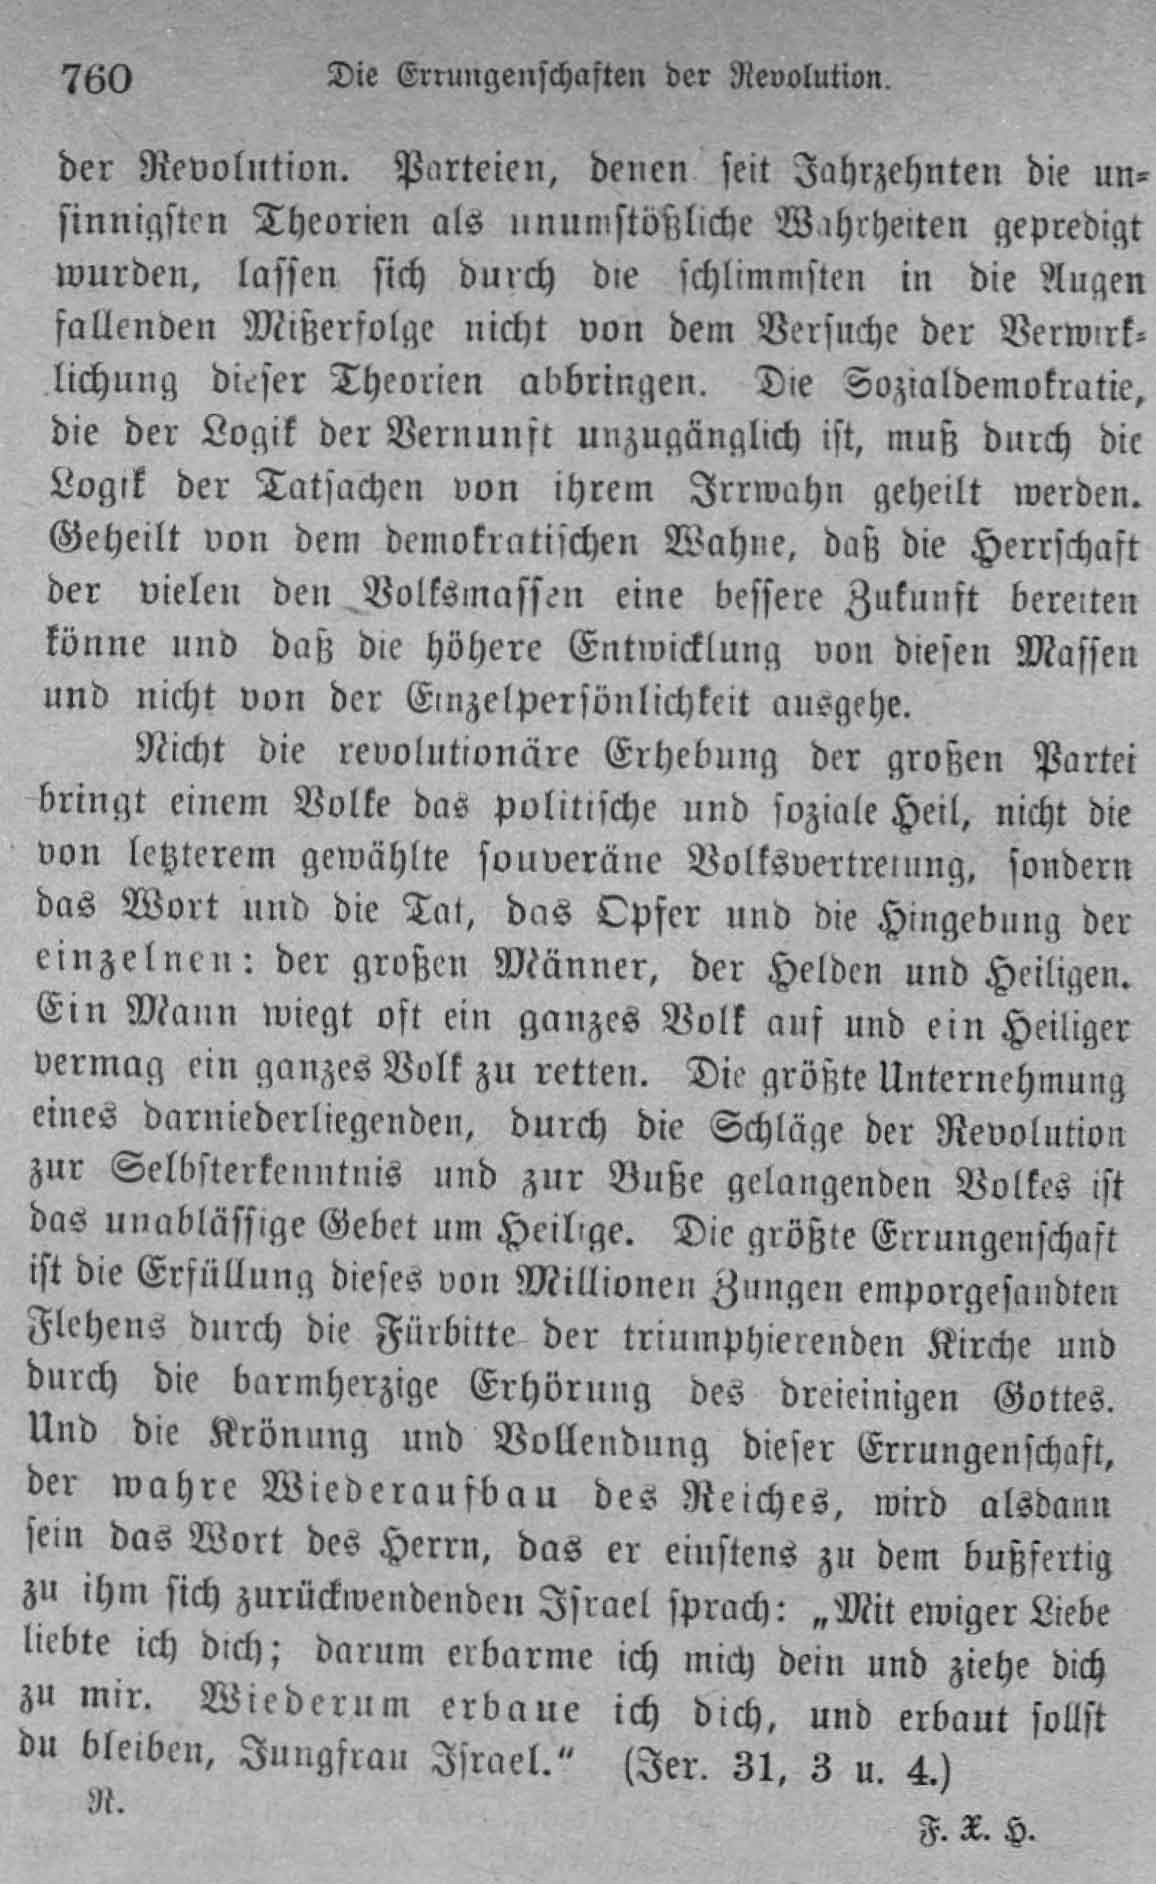 760 Die Errungenschaften der Revolution.
der Revolution. Parteien, denen seit Jahrzehnten die un-
sinnigsten Theorien als unumstößliche Wahrheiten gepredigt
wurden, lassen sich durch die schlimmsten in die Augen
fallenden Mißerfolge nicht von dem Versuche der Verwirk-
lichung dieser Theorien abbringen. Die Sozialdemokratie,
die der Logik der Vernunft unzugänglich ist, muß durch die
Logik der Tatsachen von ihrem Irrwahn geheilt werden.
Geheilt von dem demokratischen Wahne, daß die Herrschaft
der vielen den Volksmassen eine bessere Zukunft bereiten
könne und daß die höhere Entwicklung von diesen Massen
und nicht von der Einzelpersönlichkeit ausgehe.
Nicht die revolutionäre Erhebung der großen Partei
bringt einem Volke das politische und soziale Heil, nicht die
von letzterem gewählte souveräne Volksvertretung, sondern
das Wort und die Tat, das Opfer und die Hingebung der
einzelnen: der großen Männer, der Helden und Heiligen.
Ein Mann wiegt oft ein ganzes Volk auf und ein Heiliger
vermag ein ganzes Volk zu retten. Die größte Unternehmung
eines darniederliegenden, durch die Schläge der Revolution
zur Selbsterkenntnis und zur Buße gelangenden Volkes ist
das unablässige Gebet um Heilige. Die größte Errungenschaft
ist die Erfüllung dieses von Millionen Zungen emporgesandten
Flehens durch die Fürbitte der triumphierenden Kirche und
durch die barmherzige Erhörung des dreieinigen Gottes.
Und die Krönung und Vollendung dieser Errungenschaft,
der wahre Wiederaufbau des Reiches, wird alsdann
sein das Wort des Herrn, das er einstens zu dem bußfertig
zu ihm sich zurückwendenden Israel sprach: „Mit ewiger Liebe
liebte ich dich; darum erbarme ich mich dein und ziehe dich
zu mir. Wiederum erbaue ich dich, und erbaut sollst
du bleiben, Jungfrau Israel.“ (Jer. 31, 3 u. 4.)
R.
F. X. H.